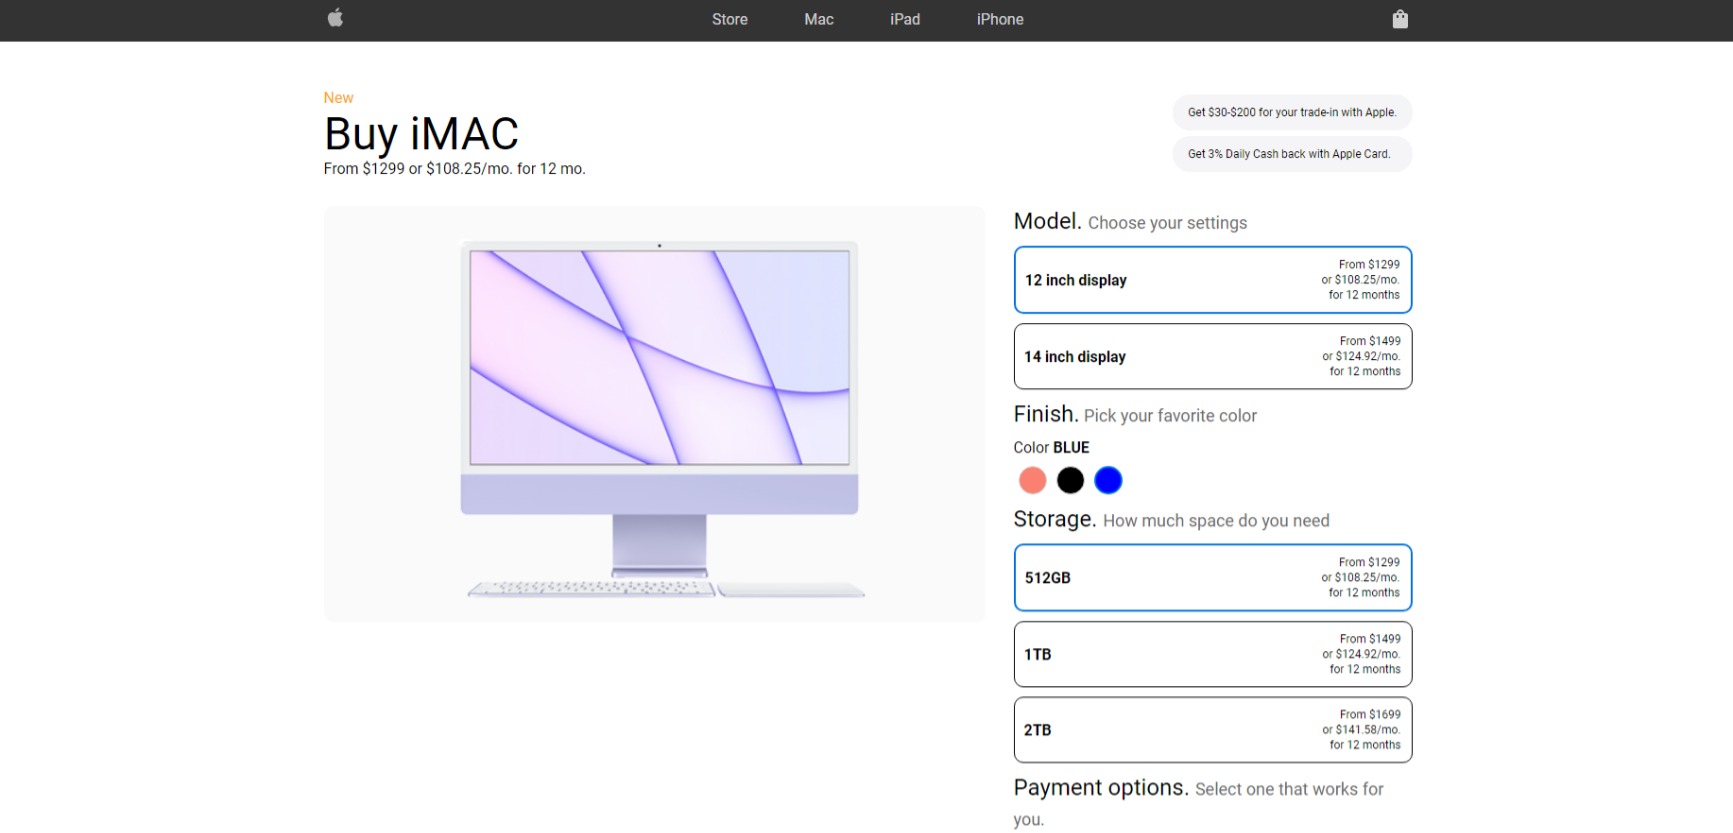 Store Mac iPad iPhone
New
Buy iMAC
From $1299 or $108.25/mo. for 12 mo.
Get $30-$200 for your trade-in with Apple.
Get 3% Daily Cash back with Apple Card.
Model. Choose your settings
12 inch display
From $1299
or $108.25/mo.
for 12 months
14 inch display
From $1499
or $124.92/mo.
for 12 months
Finish. Pick your favorite color
Color BLUE
Storage. How much space do you need
512GB
From $1299
or $108.25/mo.
for 12 months
1TB
From $1499
or $124.92/mo.
for 12 months
2TB
From $1699
or $141.58/mo.
for 12 months
Payment options. Select one that works for
you.